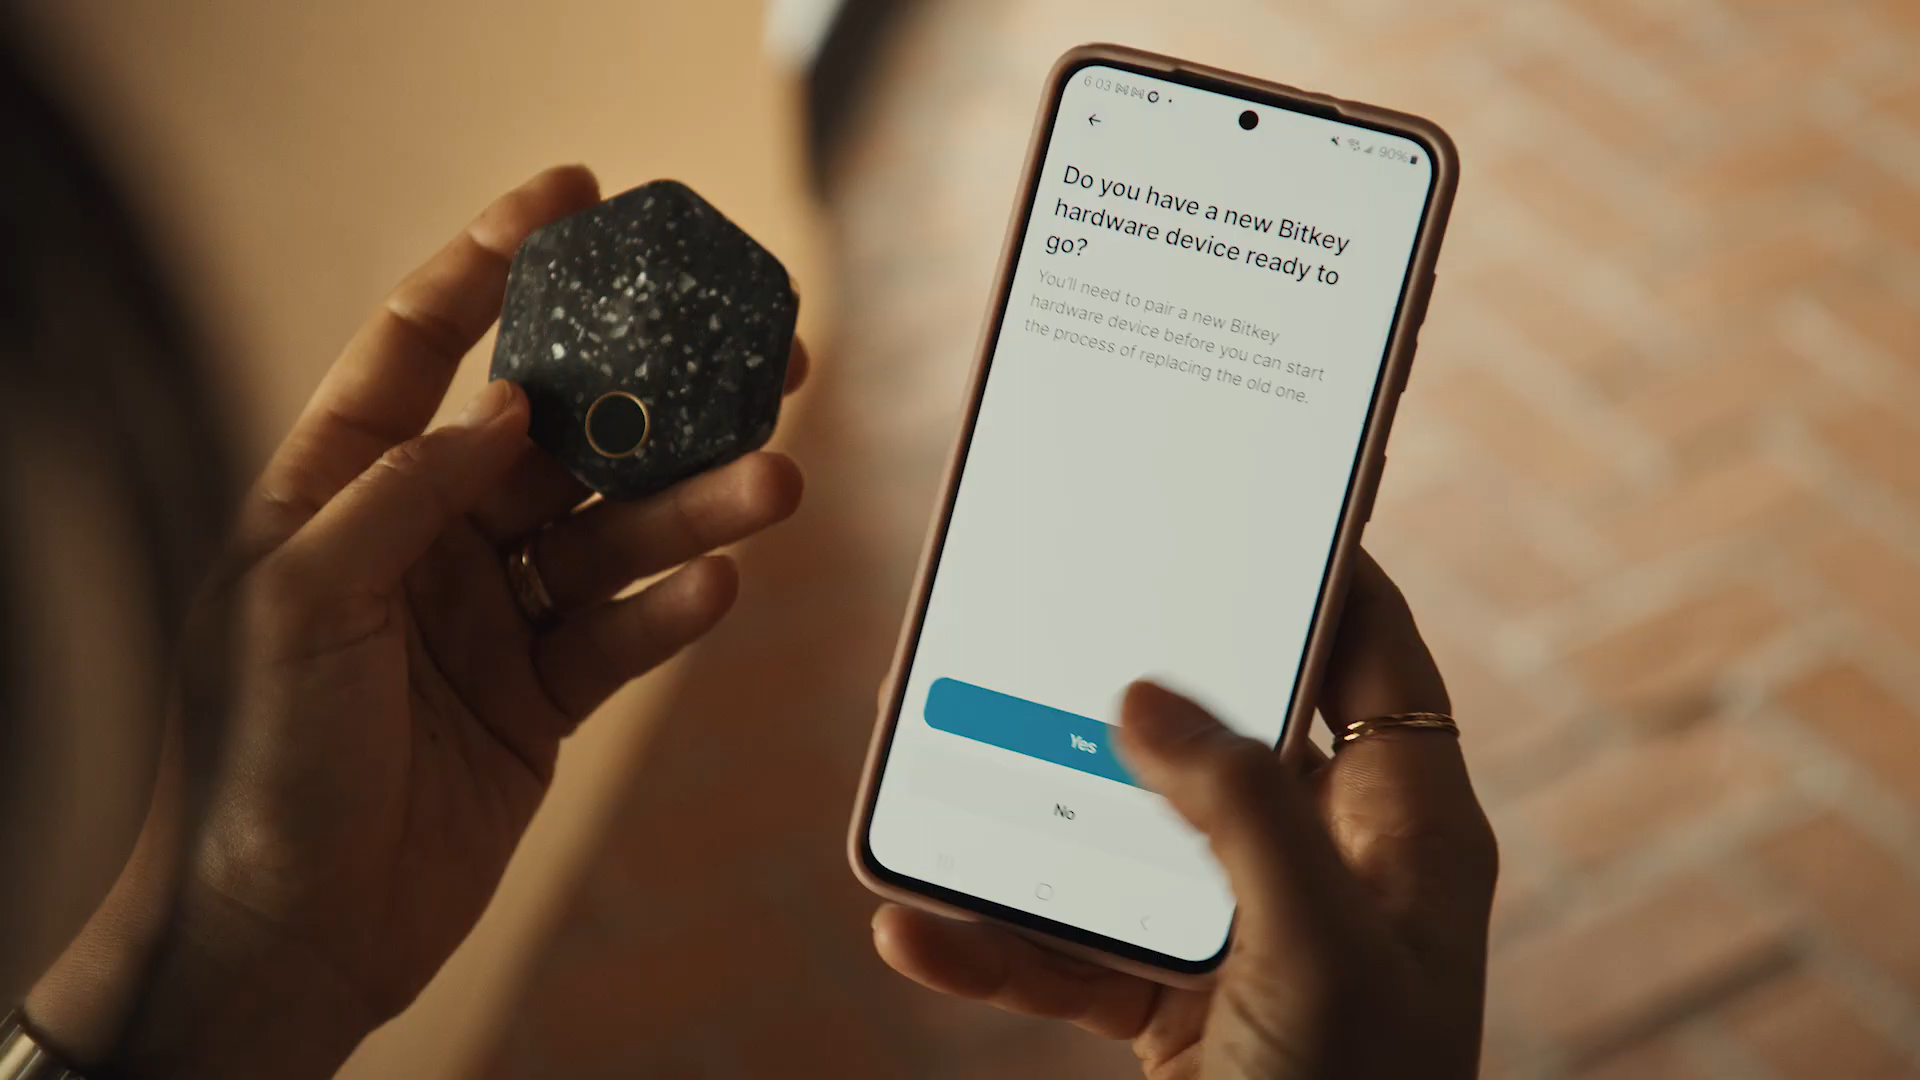 6:03
90%
Do you have a new Bitkey
hardware device ready to
go?
You'll need to pair a new Bitkey
hardware device before you can start
the process of replacing the old one.
Yes
No